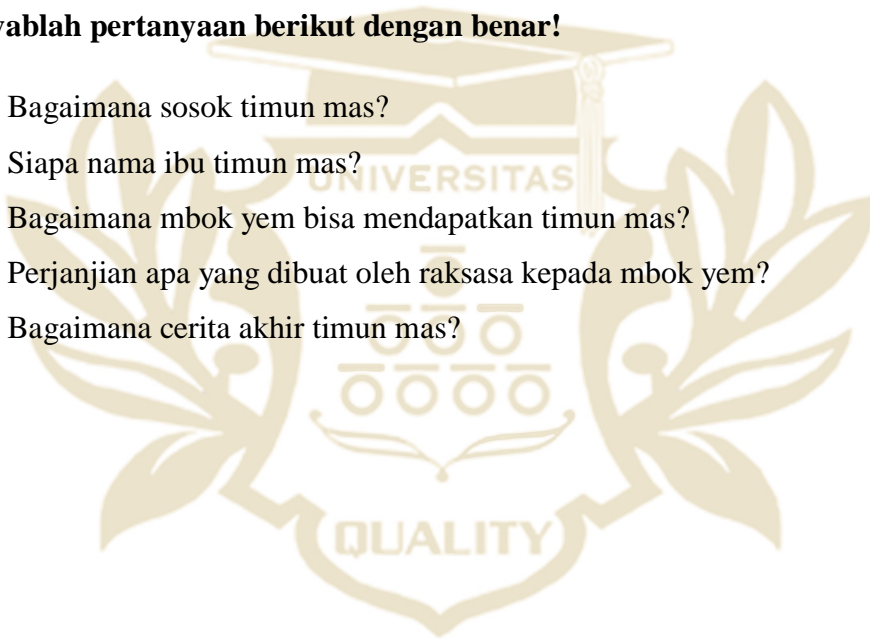 yablah pertanyaan berikut dengan benar!
Bagaimana sosok timun mas?
Siapa nama ibu timun mas?
UNIVERSITAS
Bagaimana mbok yem bisa mendapatkan timun mas?
Perjanjian apa yang dibuat oleh raksasa kepada mbok yem?
Bagaimana cerita akhir timun mas?
QUALITY